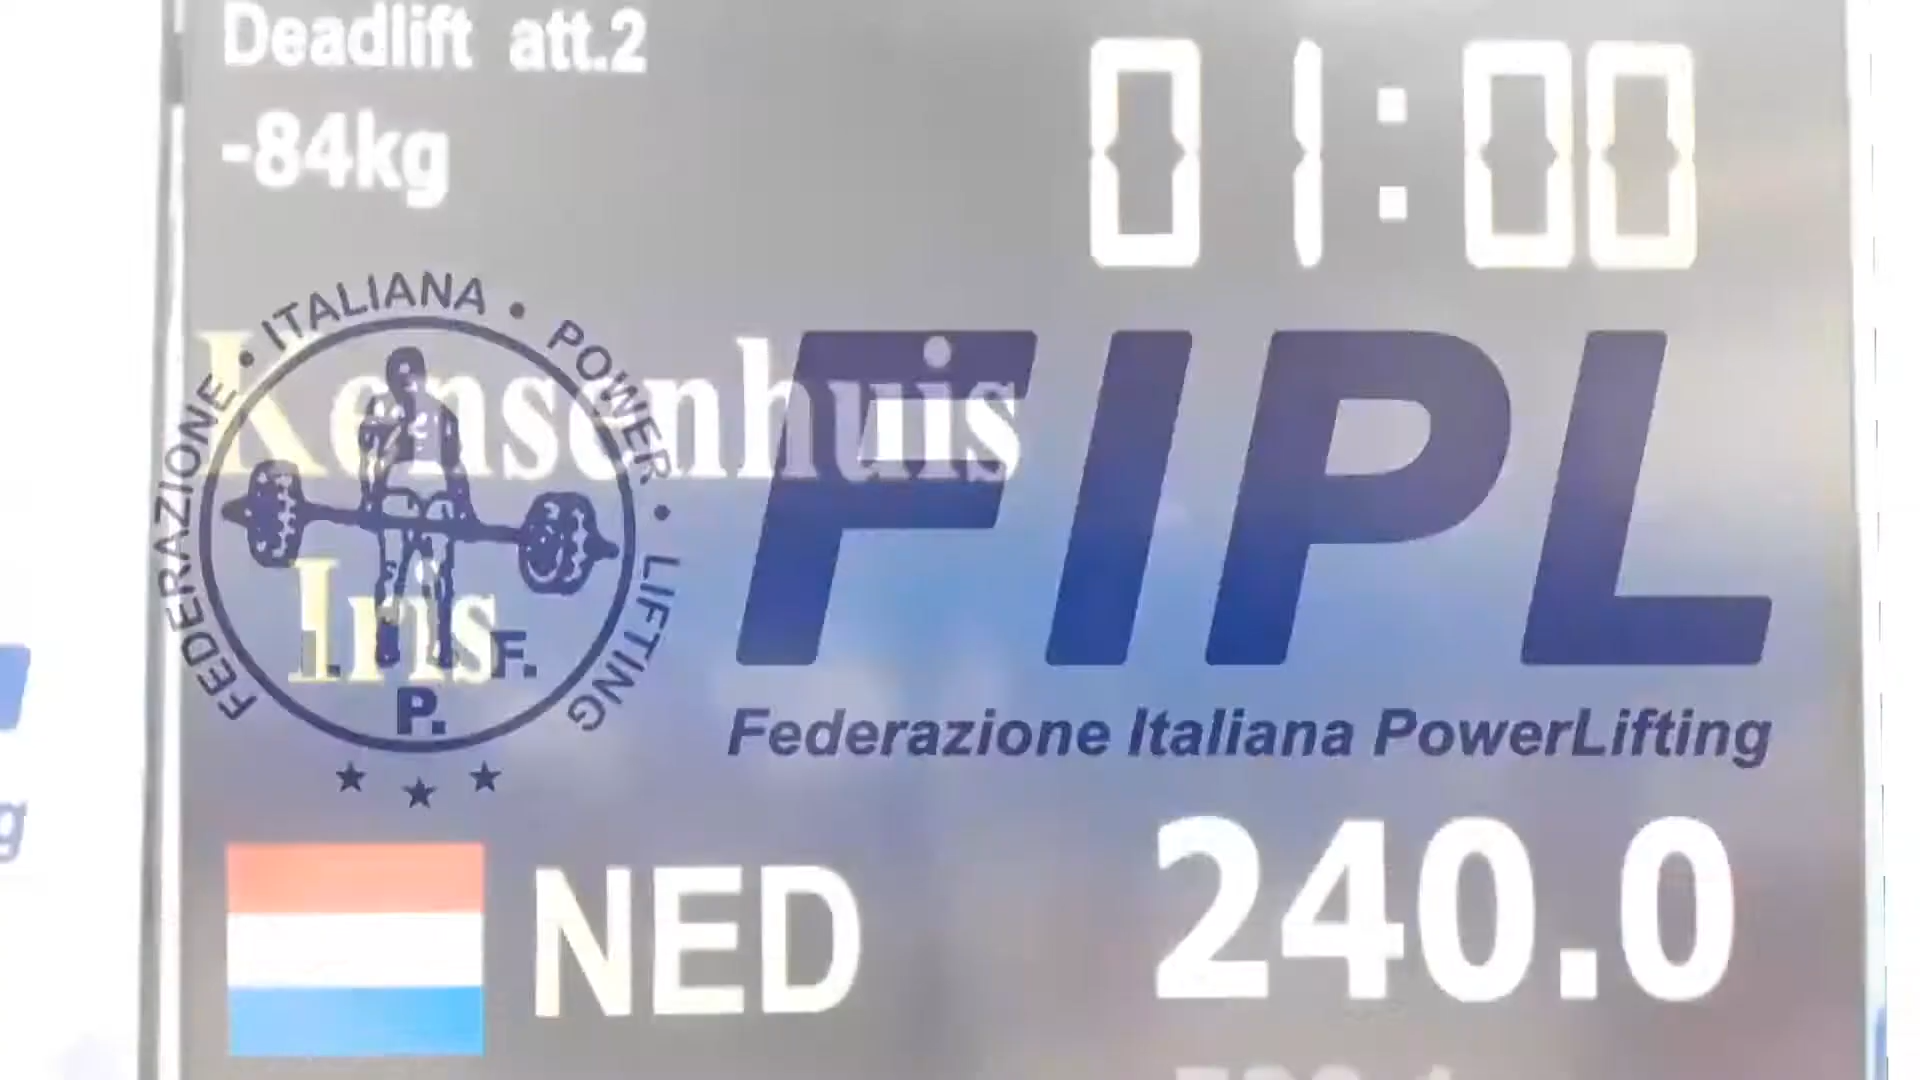 Deadlift att.2
01:00
-84kg
FEDERAZIONE • ITALIANA • POWER • LIFTING
Kensenhuis
Iris
F.
P.
FIPL
Federazione Italiana PowerLifting
NED
240.0
g